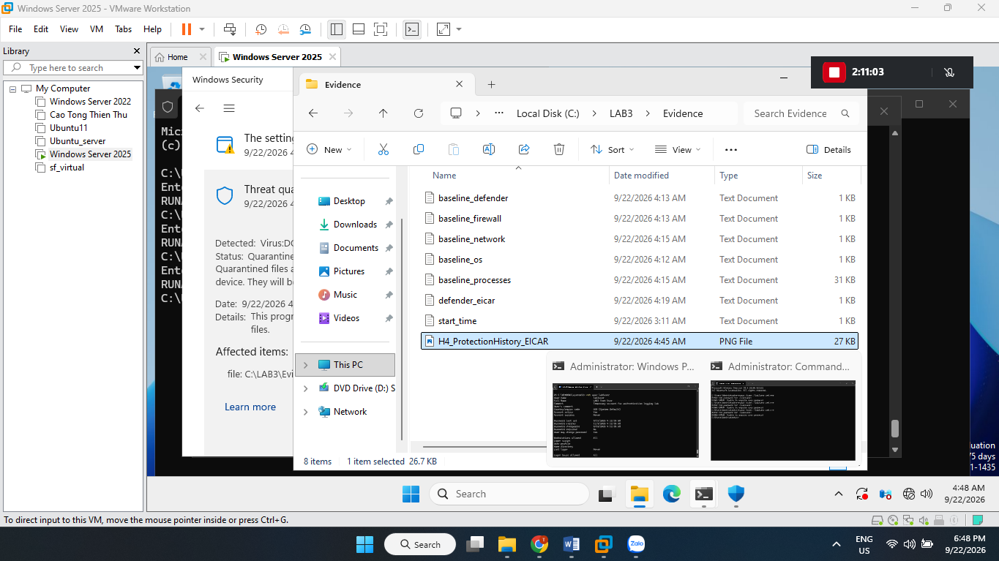 Windows Server 2025 - VMware Workstation
File Edit View VM Tabs Help
Library
Type here to search
My Computer
Windows Server 2022
Cao Tong Thien Thu
Ubuntu11
Ubuntu_server
Windows Server 2025
sf_virtual
Home
Windows Server 2025
2:11:03
Windows Security
The setting
9/22/2026 4
Threat qua
9/22/2026 4
Detected: Virus:DO
Status: Quarantine
Quarantined files a
device. They will b
Date: 9/22/2026 4
Details: This progr
files.
Affected items:
file: C:\LAB3\Evi
Learn more
Mic
(c)
C:\
Ente
RUNA
C:\
Ente
RUNA
C:\
Ente
RUNA
C:\
Evidence
Local Disk (C:) LAB3 Evidence
Search Evidence
New Sort View Details
Desktop
Downloads
Documents
Pictures
Music
Videos
This PC
DVD Drive (D:) S
Network
Name Date modified Type Size
baseline_defender 9/22/2026 4:13 AM Text Document 1 KB
baseline_firewall 9/22/2026 4:13 AM Text Document 1 KB
baseline_network 9/22/2026 4:15 AM Text Document 1 KB
baseline_os 9/22/2026 4:12 AM Text Document 1 KB
baseline_processes 9/22/2026 4:15 AM Text Document 31 KB
defender_eicar 9/22/2026 4:19 AM Text Document 1 KB
start_time 9/22/2026 3:11 AM Text Document 1 KB
H4_ProtectionHistory_EICAR 9/22/2026 4:45 AM PNG File 27 KB
Administrator: Windows P...
Administrator: Command...
8 items 1 item selected 26.7 KB
uation
75 days
1-1435
Search
4:48 AM
9/22/2026
To direct input to this VM, move the mouse pointer inside or press Ctrl+G.
Search
Zalo
ENG
US
6:48 PM
9/22/2026